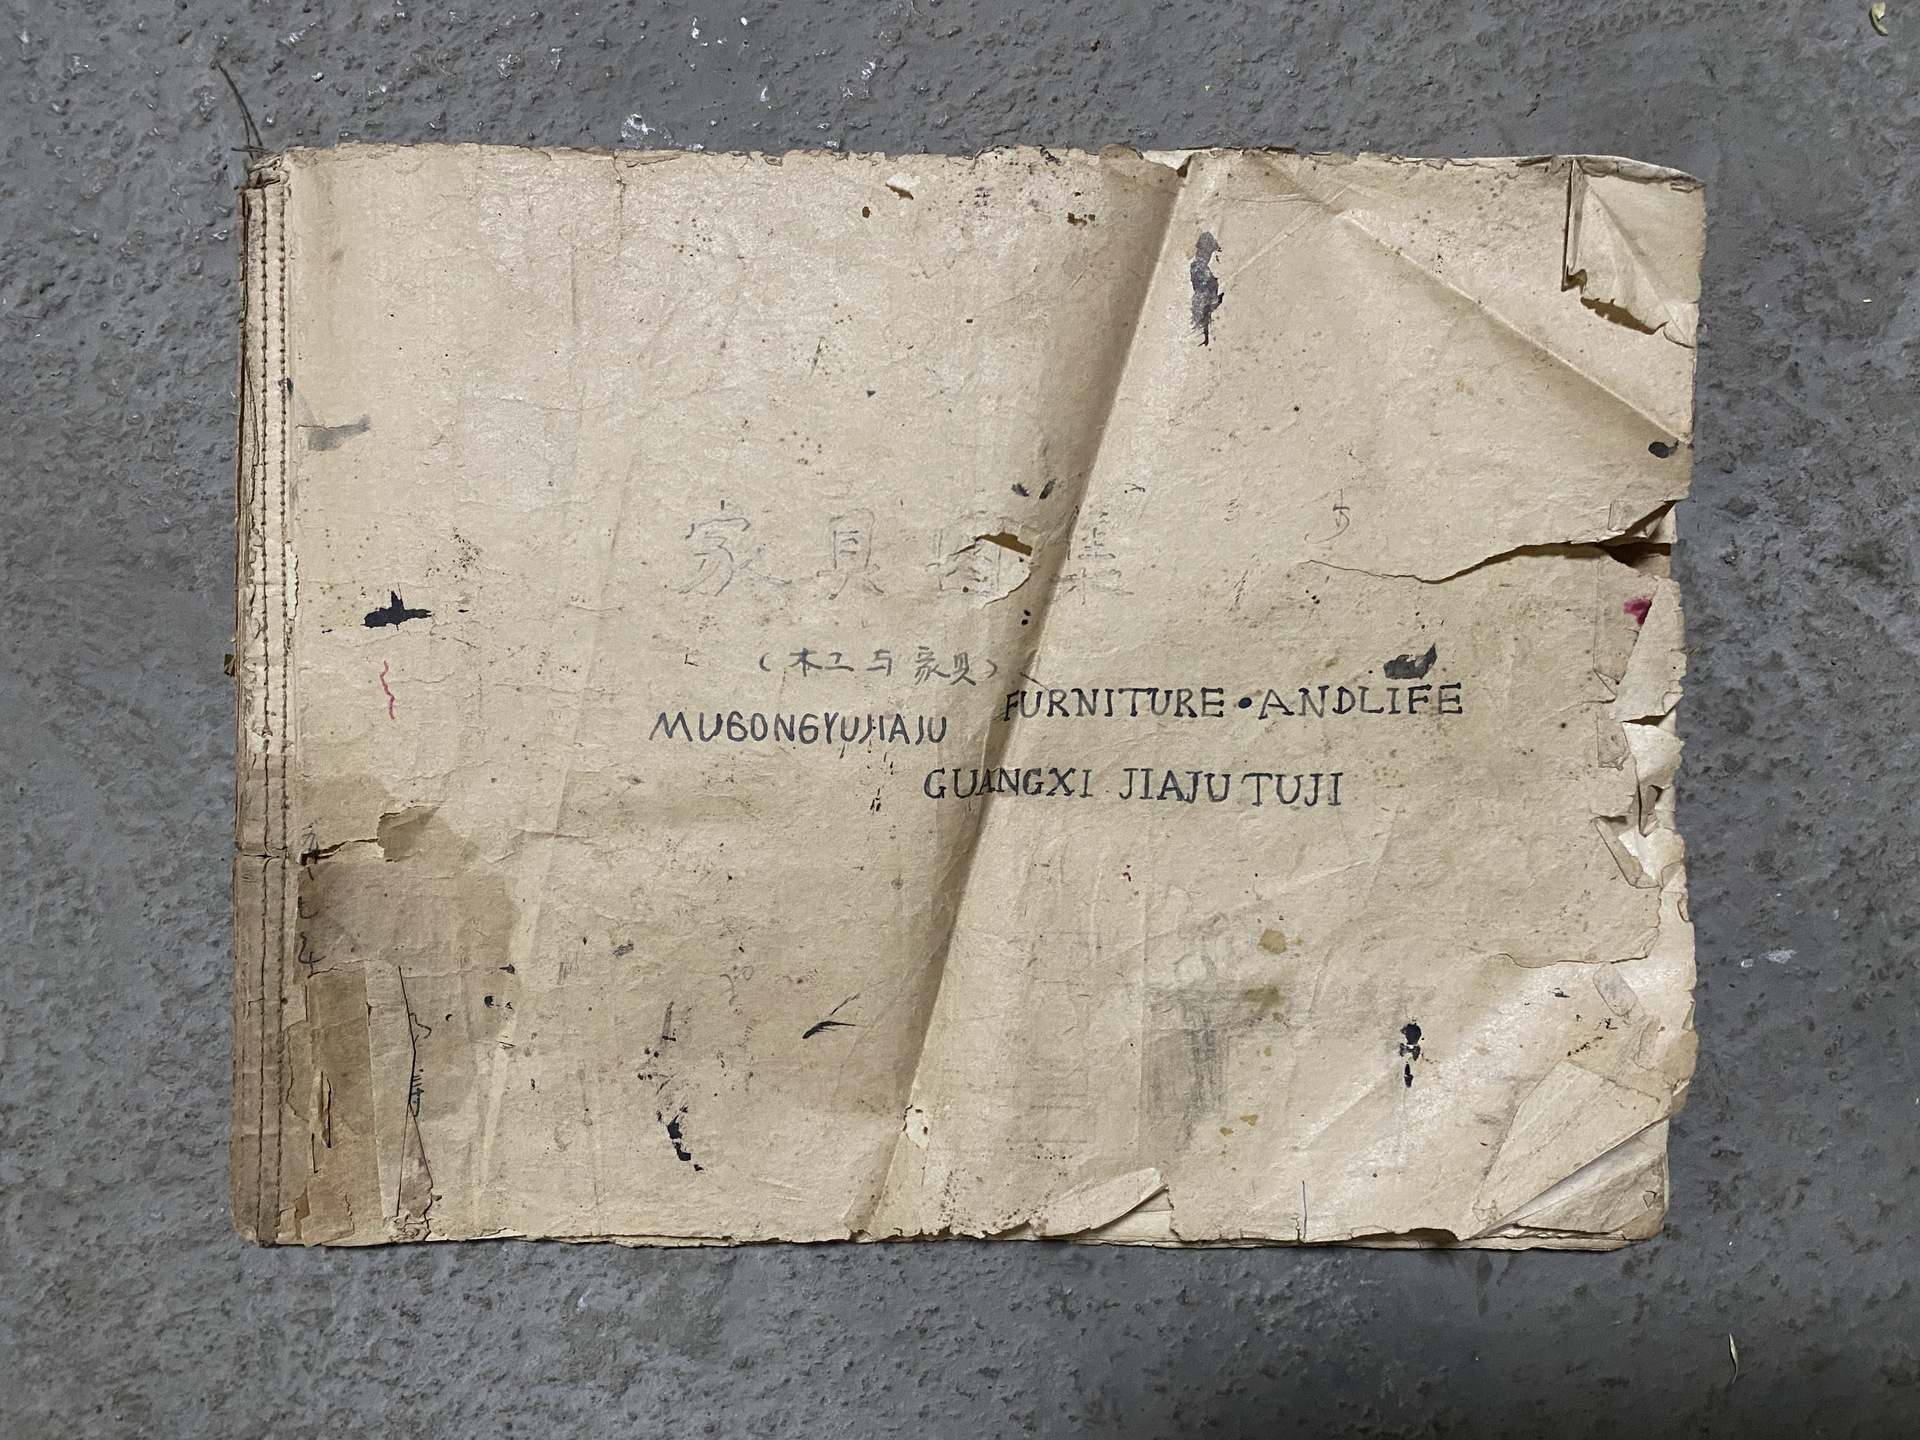 家具图集
（木工与家具）
FURNITURE•ANDLIFE
MUGONGYUJIAJU
GUANGXI JIAJU TUJI